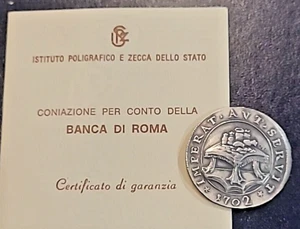 ISTITUTO POLIGRAFICO E ZECCA DELLO STATO
CONIAZIONE PER CONTO DELLA
BANCA DI ROMA
Certificato di garanzia
IMPERAT · AVT · SERVIT
1702